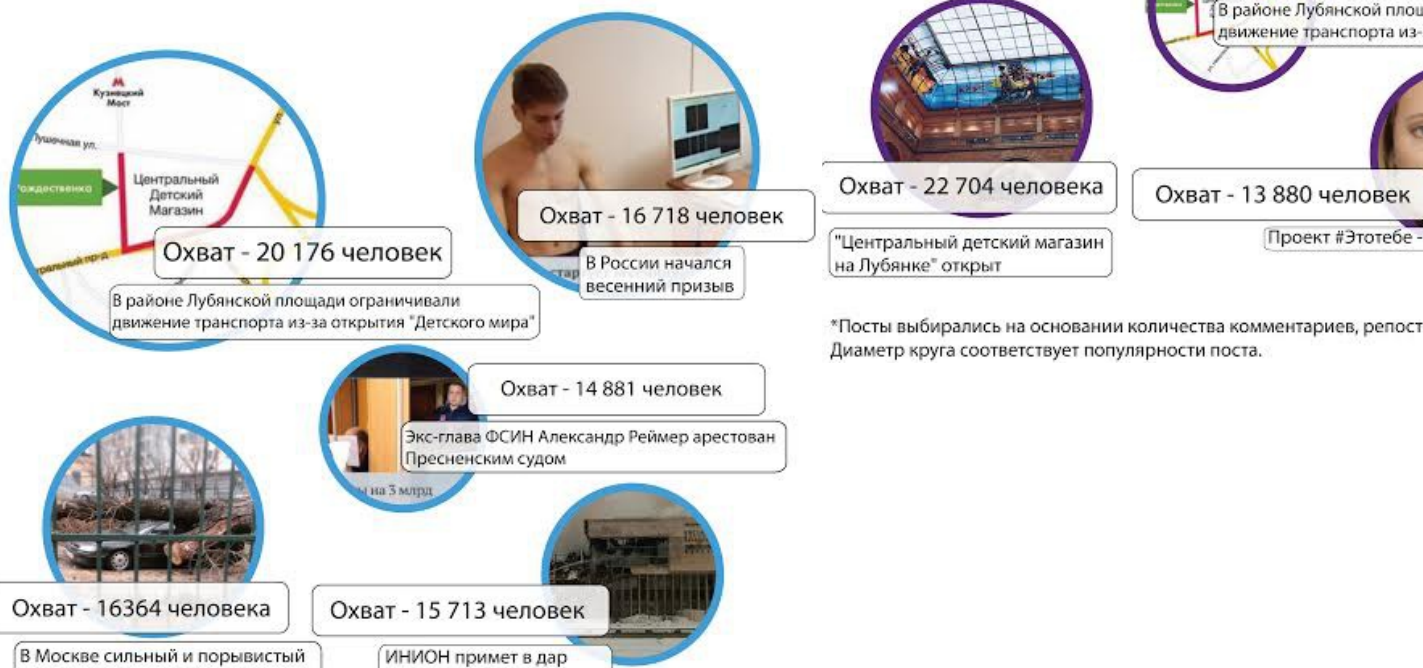 Кузнецкий
Мост
Пушечная ул.
Рождественка
Центральный
Детский
Магазин
Охват - 20 176 человек
В районе Лубянской площади ограничивали
движение транспорта из-за открытия "Детского мира"
Охват - 16 718 человек
В России начался
весенний призыв
Охват - 14 881 человек
Экс-глава ФСИН Александр Реймер арестован
Пресненским судом
на 3 млрд
Охват - 16364 человека
В Москве сильный и порывистый
Охват - 15 713 человек
ИНИОН примет в дар
Охват - 22 704 человека
"Центральный детский магазин
на Лубянке" открыт
В районе Лубянской площ
движение транспорта из-
Охват - 13 880 человек
Проект #Этотебе -
*Посты выбирались на основании количества комментариев, репост
Диаметр круга соответствует популярности поста.